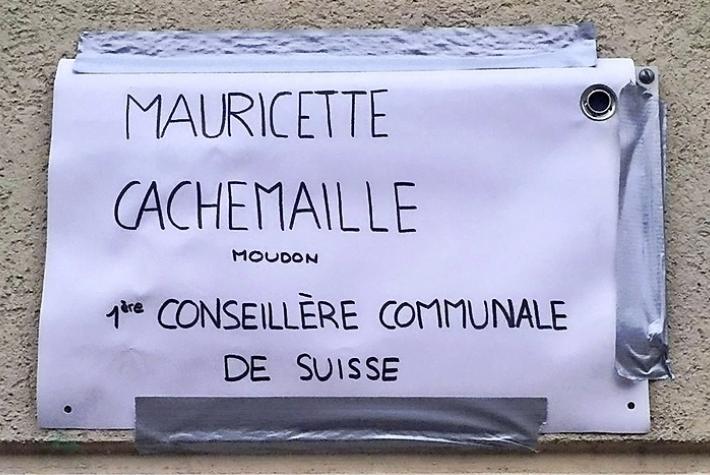 MAURICETTE
CACHEMAILLE
MOUDON
1ère CONSEILLÈRE COMMUNALE
DE SUISSE